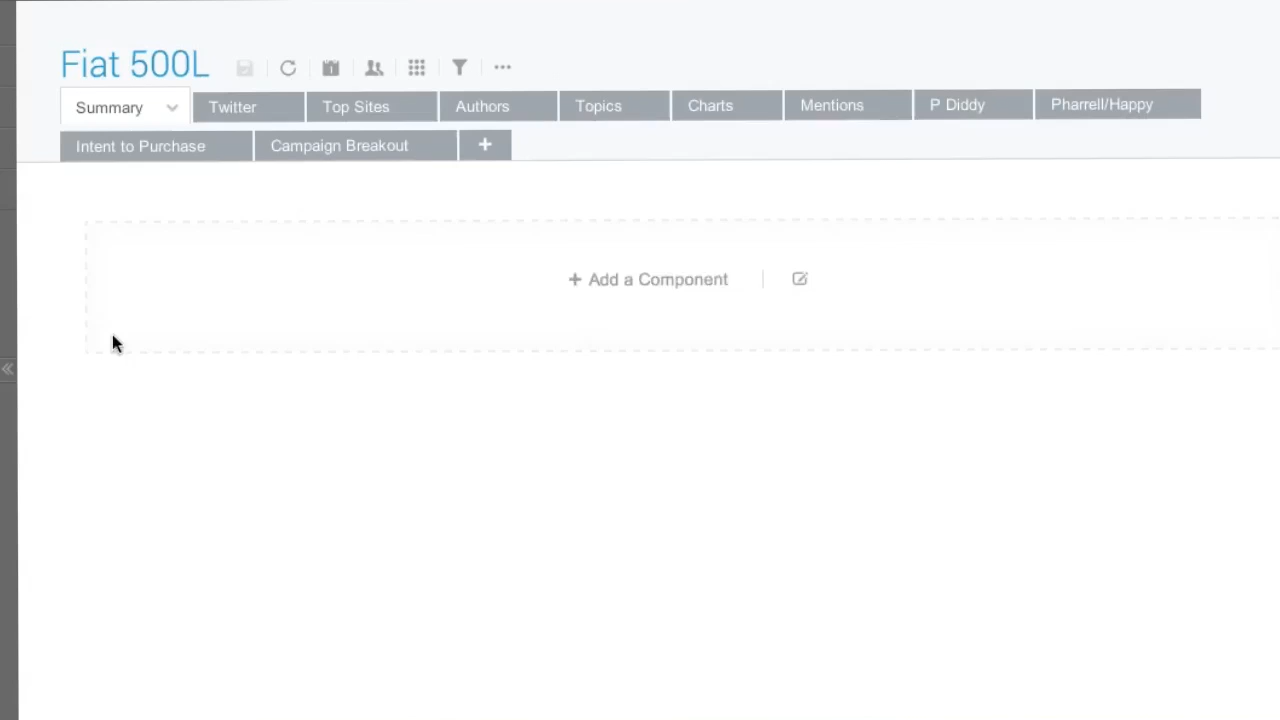 Fiat 500L
Summary Twitter Top Sites Authors Topics Charts Mentions P Diddy Pharrell/Happy
Intent to Purchase Campaign Breakout +
+ Add a Component